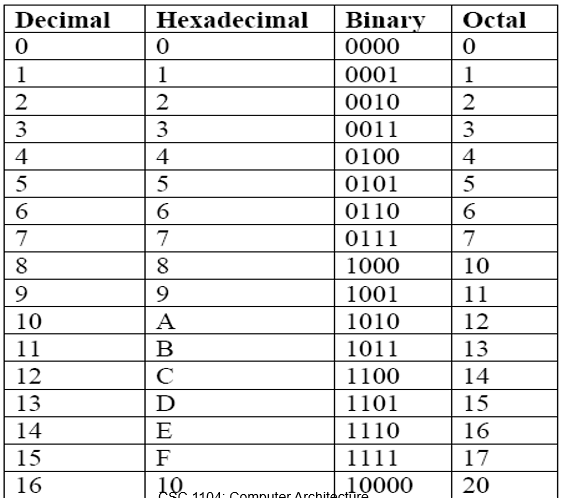 Decimal Hexadecimal Binary Octal
0 0 0000 0
1 1 0001 1
2 2 0010 2
3 3 0011 3
4 4 0100 4
5 5 0101 5
6 6 0110 6
7 7 0111 7
8 8 1000 10
9 9 1001 11
10 A 1010 12
11 B 1011 13
12 C 1100 14
13 D 1101 15
14 E 1110 16
15 F 1111 17
16 10 10000 20
CSC 1104: Computer Architecture